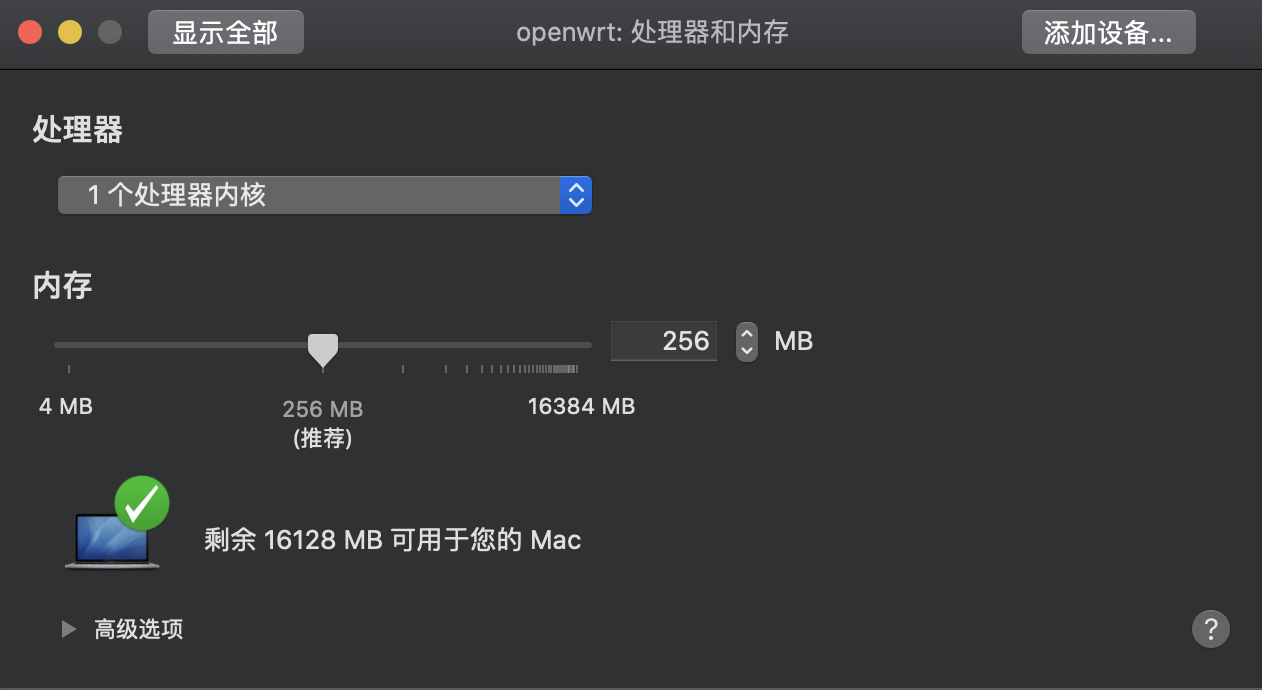 显示全部
openwrt: 处理器和内存
添加设备...
处理器
1 个处理器内核
内存
256
MB
4 MB
256 MB
(推荐)
16384 MB
剩余 16128 MB 可用于您的 Mac
高级选项
?